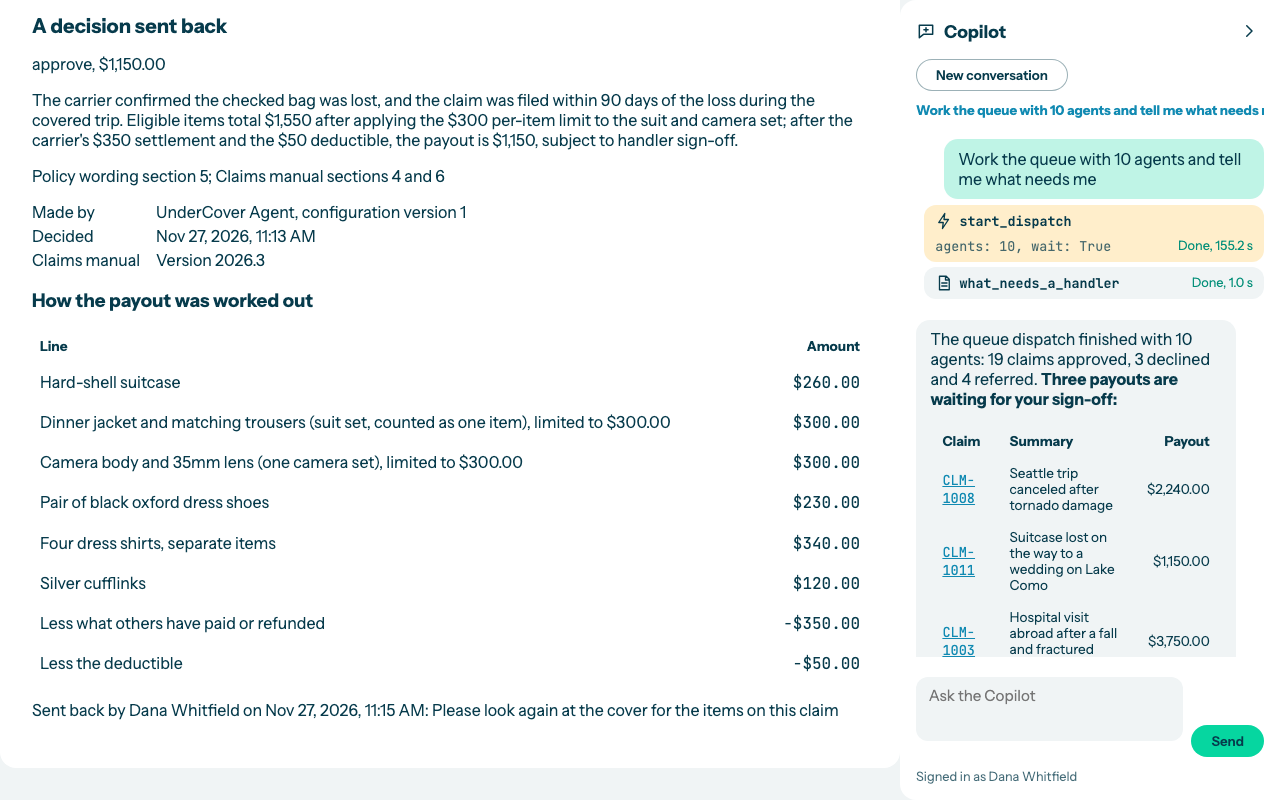 A decision sent back
approve, $1,150.00
The carrier confirmed the checked bag was lost, and the claim was filed within 90 days of the loss during the
covered trip. Eligible items total $1,550 after applying the $300 per-item limit to the suit and camera set; after the
carrier's $350 settlement and the $50 deductible, the payout is $1,150, subject to handler sign-off.
Policy wording section 5; Claims manual sections 4 and 6
Made by UnderCover Agent, configuration version 1
Decided Nov 27, 2026, 11:13 AM
Claims manual Version 2026.3
How the payout was worked out
Line Amount
Hard-shell suitcase $260.00
Dinner jacket and matching trousers (suit set, counted as one item), limited to $300.00 $300.00
Camera body and 35mm lens (one camera set), limited to $300.00 $300.00
Pair of black oxford dress shoes $230.00
Four dress shirts, separate items $340.00
Silver cufflinks $120.00
Less what others have paid or refunded -$350.00
Less the deductible -$50.00
Sent back by Dana Whitfield on Nov 27, 2026, 11:15 AM: Please look again at the cover for the items on this claim
Copilot
New conversation
Work the queue with 10 agents and tell me what needs
Work the queue with 10 agents and tell
me what needs me
start_dispatch
agents: 10, wait: True Done, 155.2 s
what_needs_a_handler Done, 1.0 s
The queue dispatch finished with 10
agents: 19 claims approved, 3 declined
and 4 referred. Three payouts are
waiting for your sign-off:
Claim Summary Payout
CLM-
1008
Seattle trip
canceled after
tornado damage
$2,240.00
CLM-
1011
Suitcase lost on
the way to a
wedding on Lake
Como
$1,150.00
CLM-
1003
Hospital visit
abroad after a fall
and fractured
$3,750.00
Ask the Copilot
Send
Signed in as Dana Whitfield